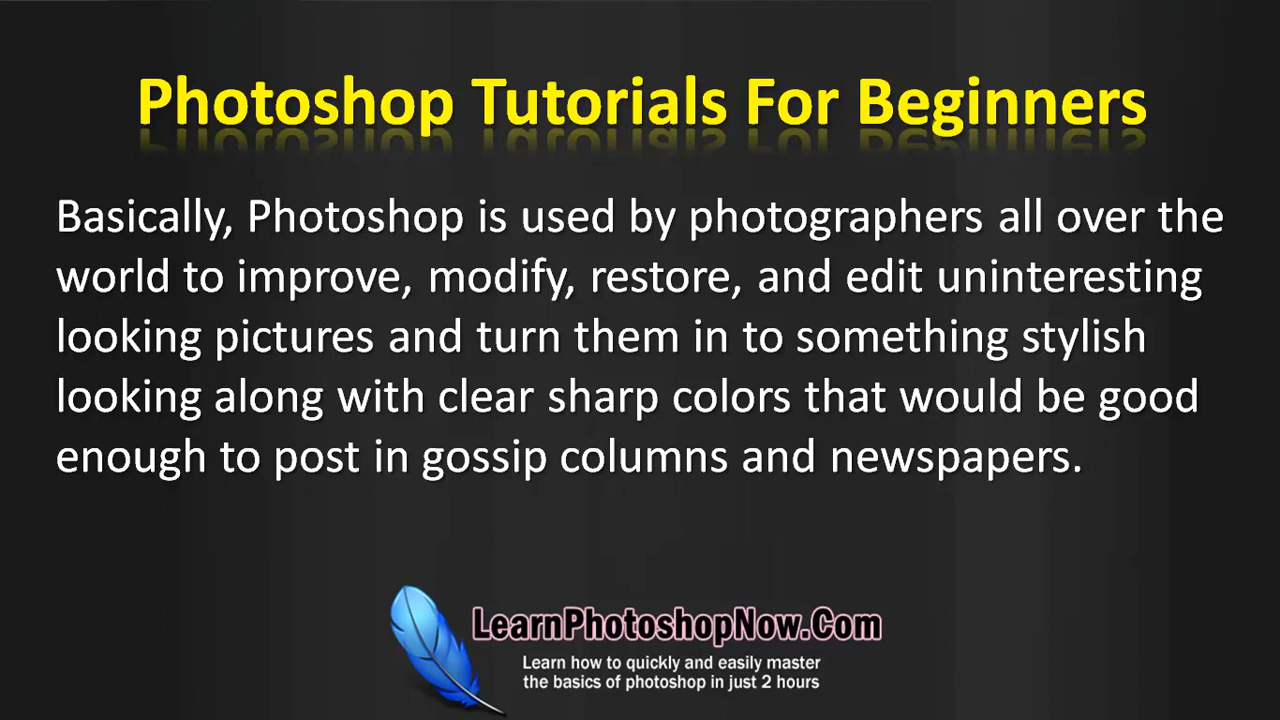 Photoshop Tutorials For Beginners
Basically, Photoshop is used by photographers all over the
world to improve, modify, restore, and edit uninteresting
looking pictures and turn them in to something stylish
looking along with clear sharp colors that would be good
enough to post in gossip columns and newspapers.
LearnPhotoshopNow.Com
Learn how to quickly and easily master
the basics of photoshop in just 2 hours